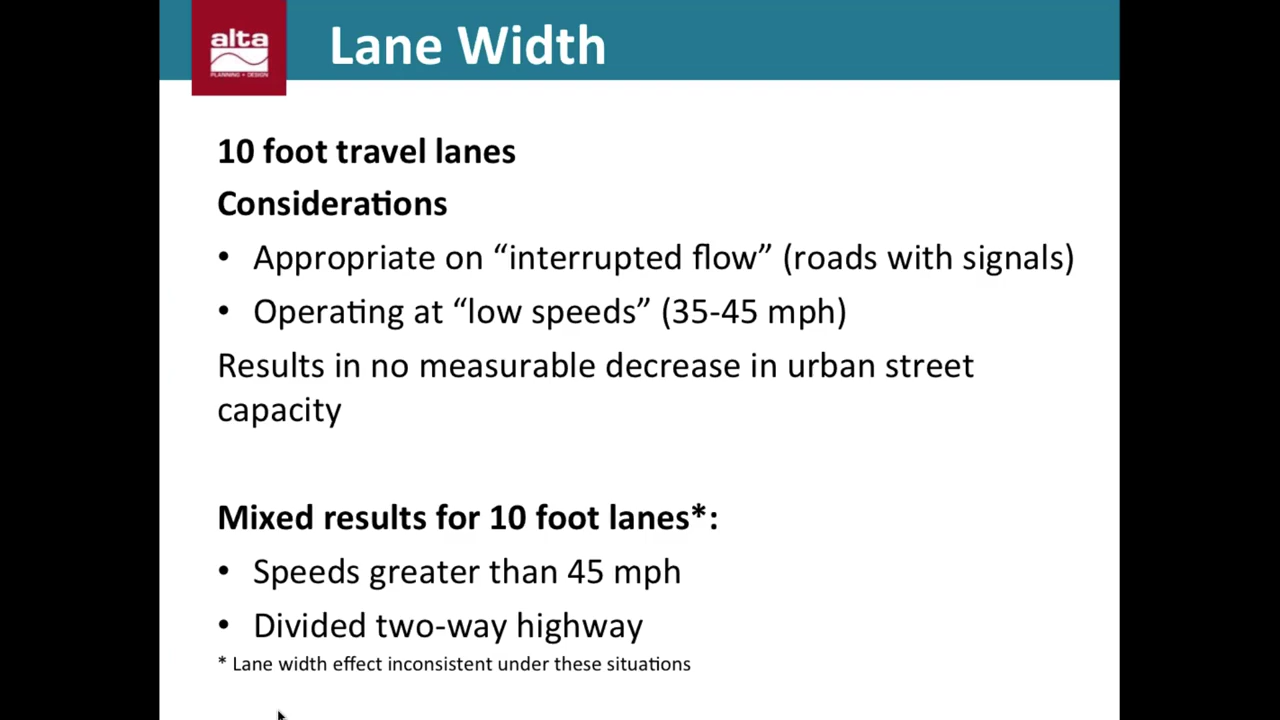 alta
PLANNING + DESIGN
Lane Width
10 foot travel lanes
Considerations
• Appropriate on “interrupted flow” (roads with signals)
• Operating at “low speeds” (35-45 mph)
Results in no measurable decrease in urban street
capacity
Mixed results for 10 foot lanes*:
• Speeds greater than 45 mph
• Divided two-way highway
* Lane width effect inconsistent under these situations